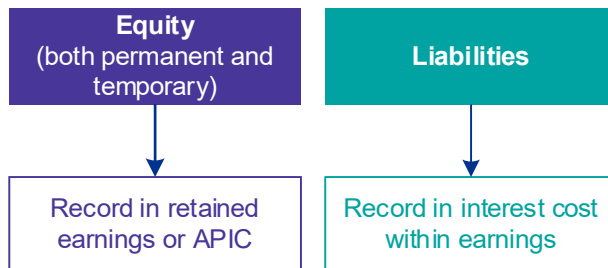 Equity
(both permanent and
temporary)
Liabilities
Record in retained
earnings or APIC
Record in interest cost
within earnings